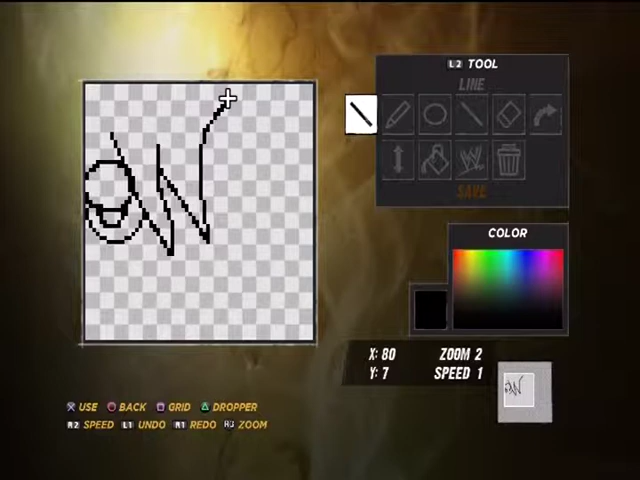 L2 TOOL
LINE
SAVE
COLOR
X: 80 ZOOM 2
Y: 7 SPEED 1
USE BACK GRID DROPPER
R2 SPEED L1 UNDO R1 REDO R3 ZOOM